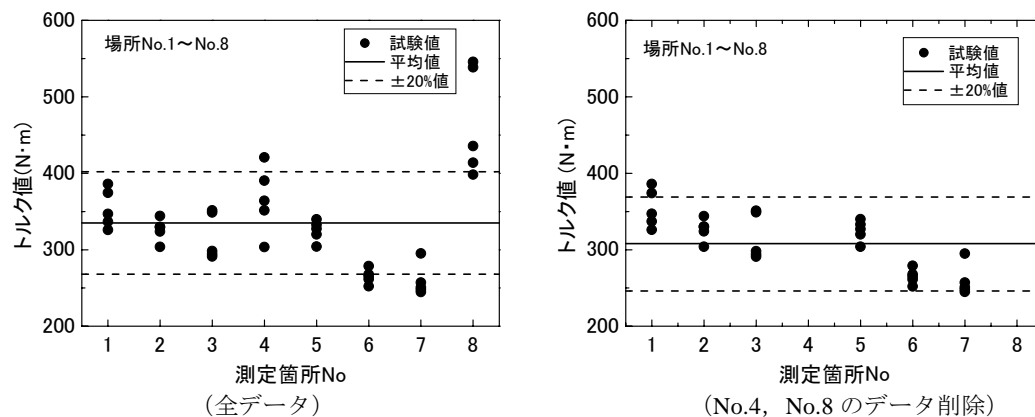 600
場所No.1～No.8
試験値
平均値
±20%値
500
400
300
200
トルク値(N･m)
1 2 3 4 5 6 7 8
測定箇所No
（全データ）
600
場所No.1～No.8
試験値
平均値
±20%値
500
400
300
200
トルク値 (N･m)
1 2 3 4 5 6 7 8
測定箇所No
（No.4，No.8 のデータ削除）